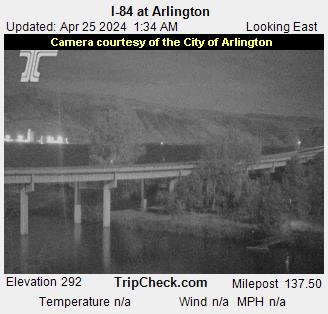 I-84 at Arlington
Updated: Apr 25 2024 1:34 AM Looking East
Camera courtesy of the City of Arlington
Elevation 292 TripCheck.com Milepost 137.50
Temperature n/a Wind n/a MPH n/a